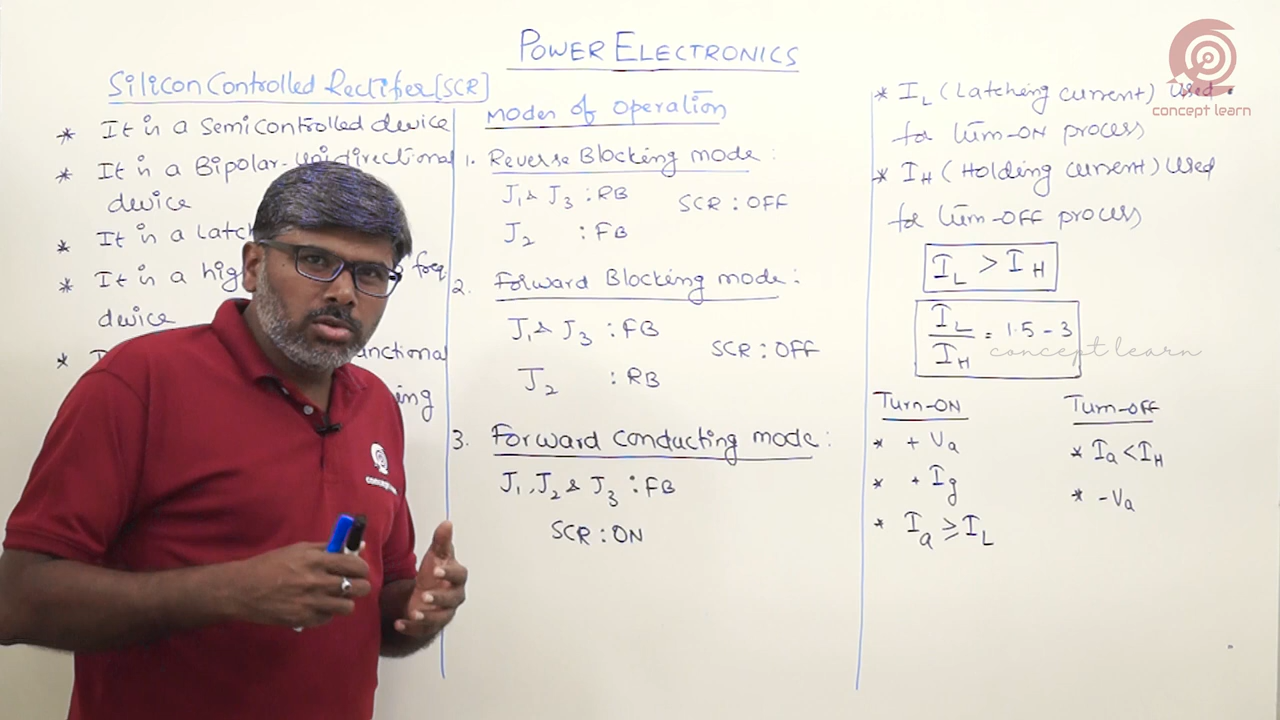 POWER ELECTRONICS
Silicon Controlled Rectifier [SCR]
* It is a Semicontrolled device
* It is a Bipolar-
device
* It is a
* It is a freq.
device
*
modes of operation
1. Reverse Blocking mode :
J1 & J3 : RB
SCR : OFF
J2 : FB
2. Forward Blocking mode :
J1 & J3 : FB
SCR : OFF
J2 : RB
3. Forward conducting mode :
J1, J2 & J3 : FB
SCR : ON
* IL (Latching current) Used
for turn-ON process
* IH (Holding current) Used
for turn-OFF process
IL > IH
IL/IH = 1.5 - 3
Turn-ON
* + Va
* + Ig
* Ia ≥ IL
Turn-OFF
* Ia < IH
* -Va
concept learn
concept learn